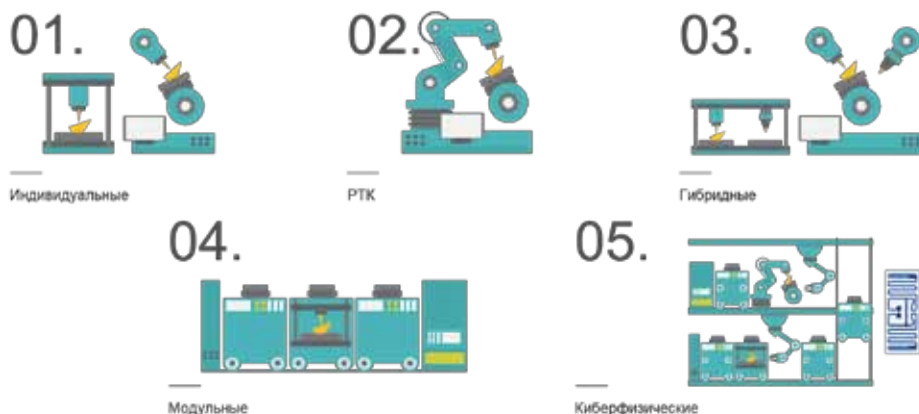 01.
02.
03.
Индивидуальные
РТК
Гибридные
04.
05.
Модульные
Киберфизические